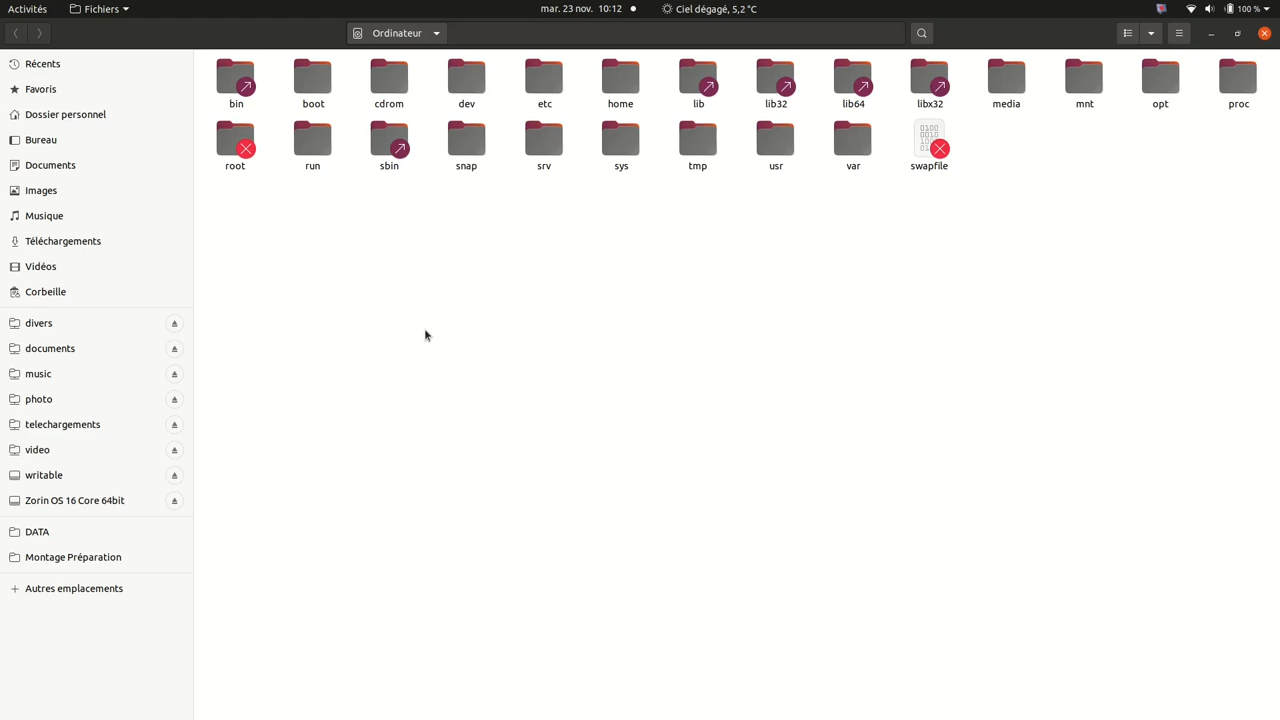 Activités Fichiers mar. 23 nov. 10:12 Ciel dégagé, 5,2 °C 100 %
Ordinateur
Récents
Favoris
Dossier personnel
Bureau
Documents
Images
Musique
Téléchargements
Vidéos
Corbeille
divers
documents
music
photo
telechargements
video
writable
Zorin OS 16 Core 64bit
DATA
Montage Préparation
Autres emplacements
bin boot cdrom dev etc home lib lib32 lib64 libx32 media mnt opt proc
root run sbin snap srv sys tmp usr var swapfile